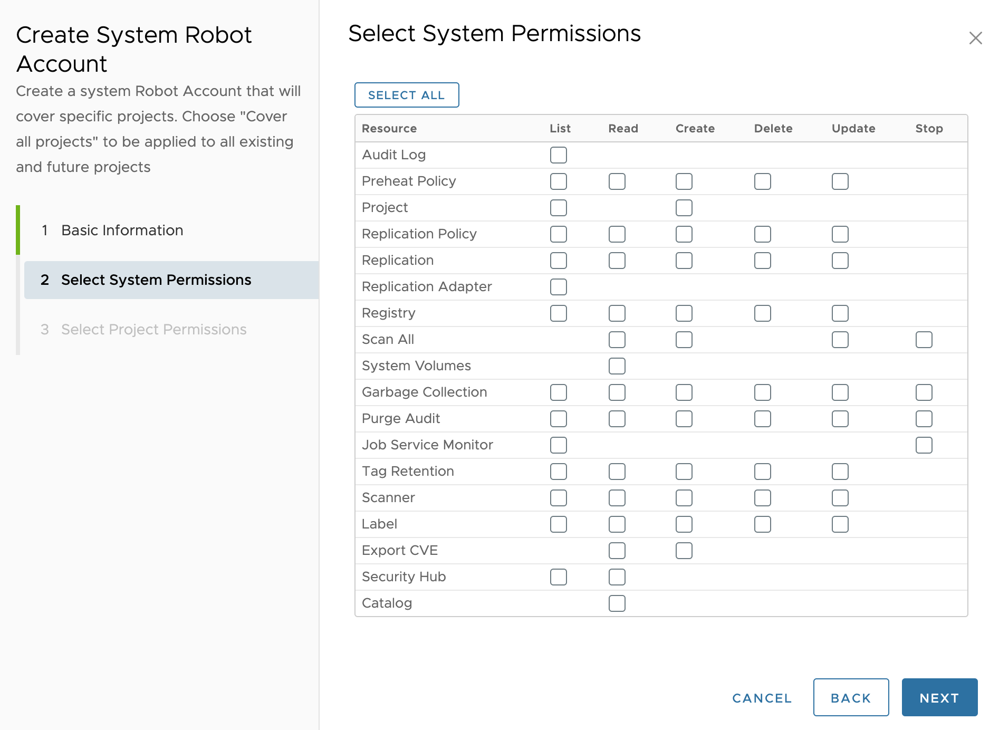 Create System Robot
Account
Create a system Robot Account that will
cover specific projects. Choose "Cover
all projects" to be applied to all existing
and future projects
1 Basic Information
2 Select System Permissions
3 Select Project Permissions
Select System Permissions
SELECT ALL
Resource List Read Create Delete Update Stop
Audit Log
Preheat Policy
Project
Replication Policy
Replication
Replication Adapter
Registry
Scan All
System Volumes
Garbage Collection
Purge Audit
Job Service Monitor
Tag Retention
Scanner
Label
Export CVE
Security Hub
Catalog
CANCEL BACK NEXT